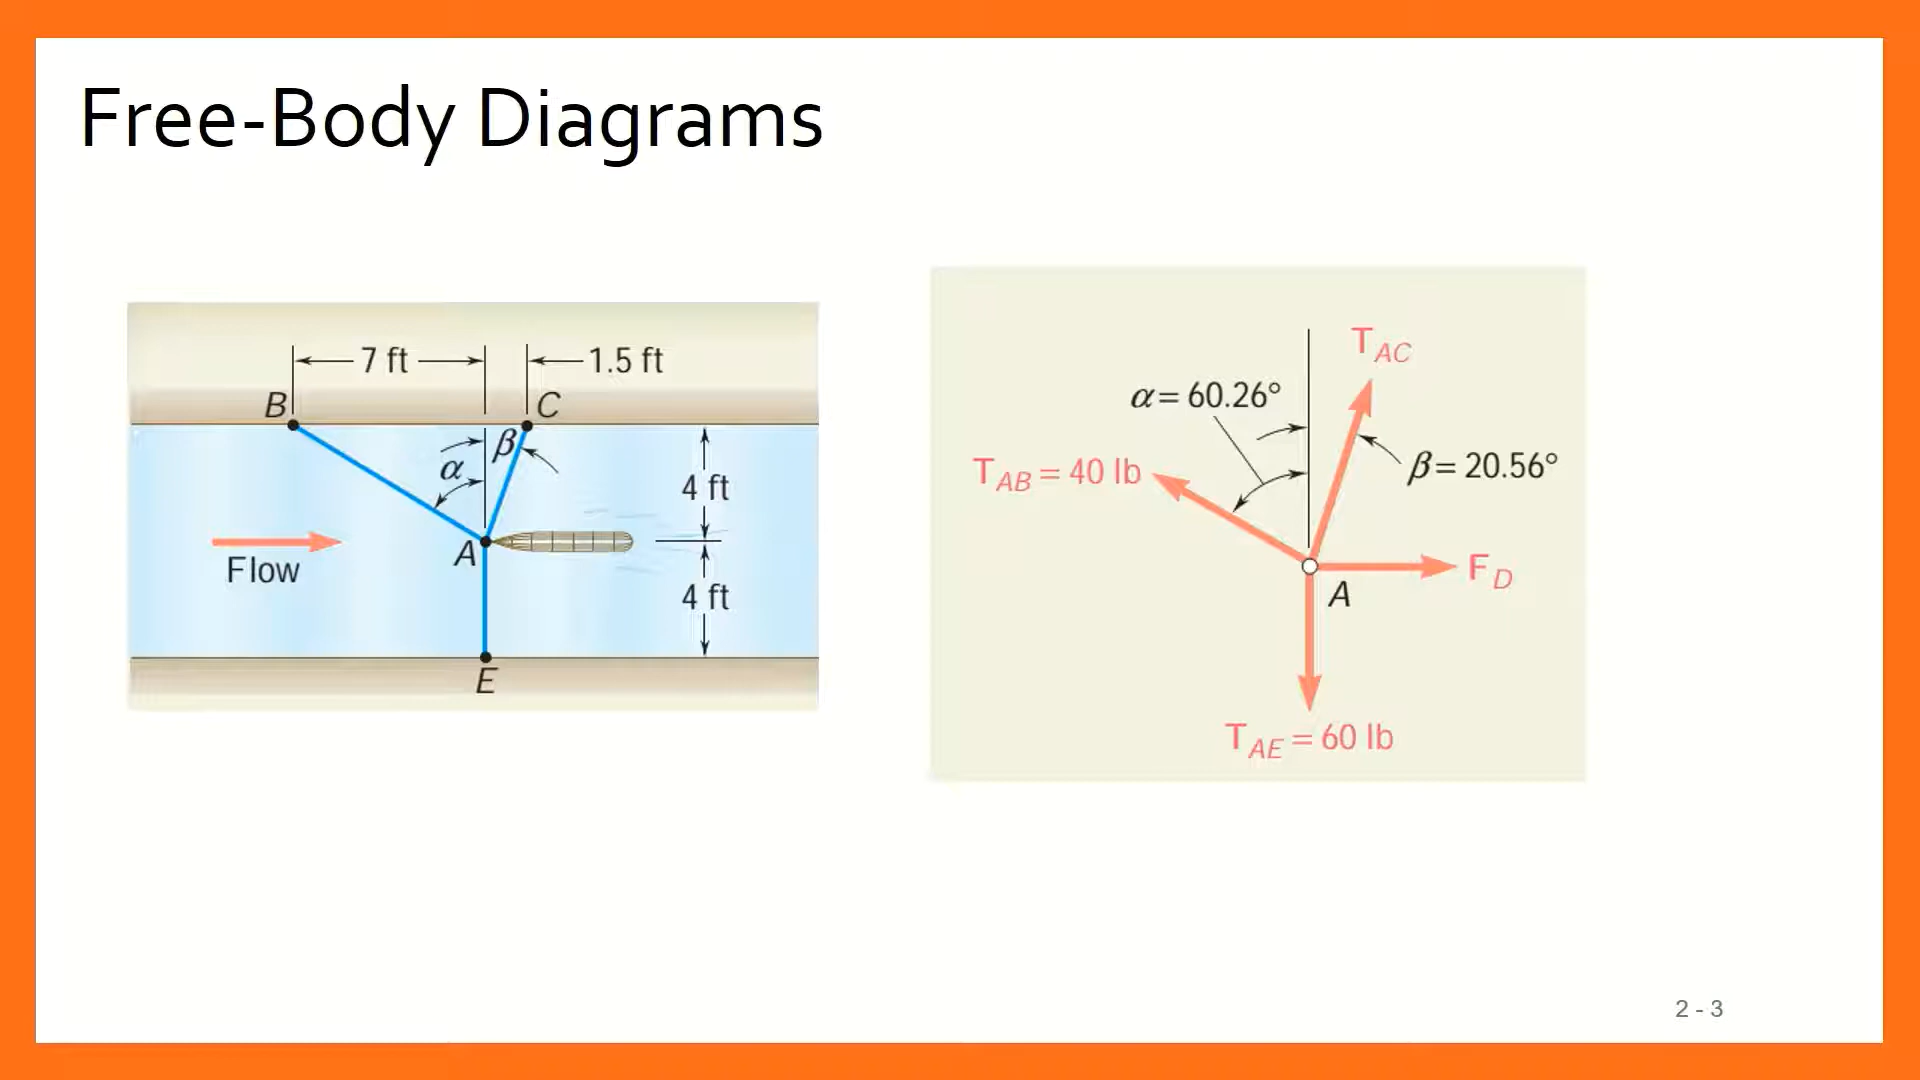 Free-Body Diagrams
7 ft
1.5 ft
B
C
β
α
4 ft
A
Flow
4 ft
E
T_AC
α = 60.26°
T_AB = 40 lb
β = 20.56°
F_D
A
T_AE = 60 lb
2 - 3